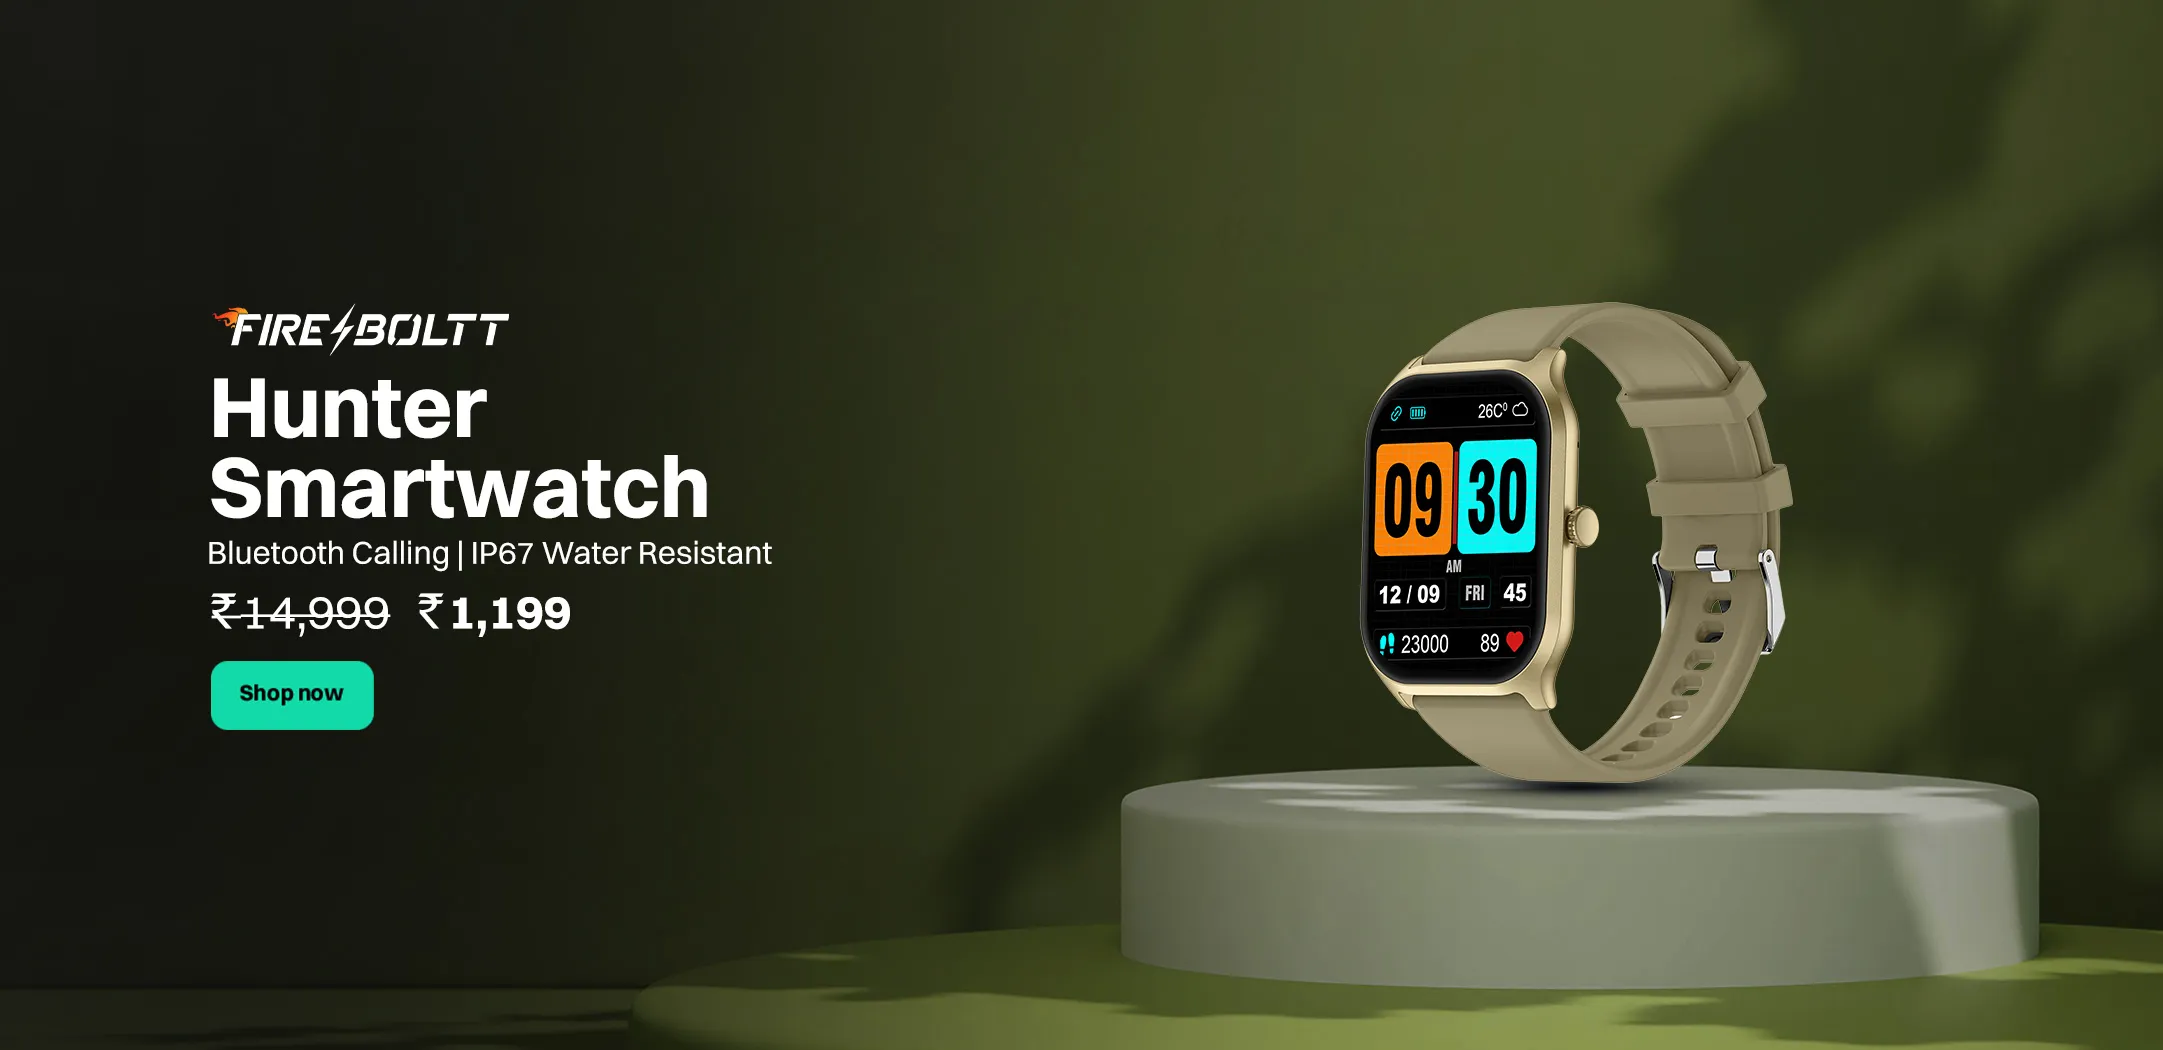 FIRE BOLTT
Hunter
Smartwatch
Bluetooth Calling | IP67 Water Resistant
₹14,999 ₹1,199
Shop now
26C⁰
09 30
AM
12 / 09 FRI 45
23000 89